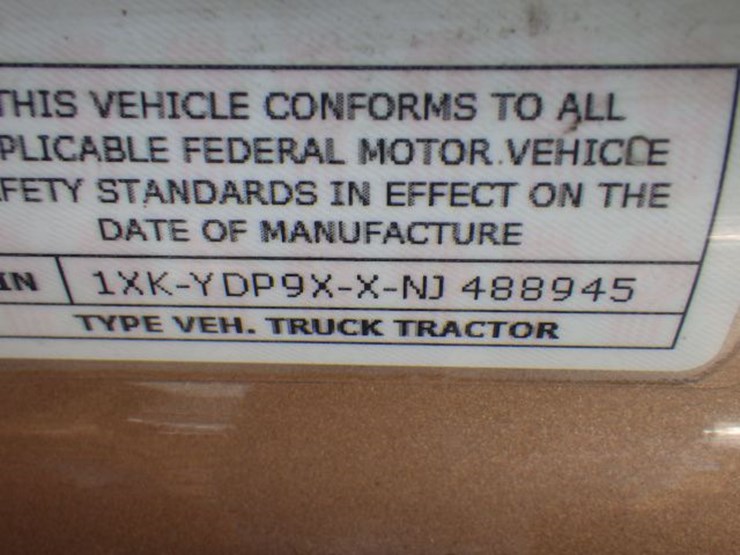 THIS VEHICLE CONFORMS TO ALL
PLICABLE FEDERAL MOTOR VEHICLE
FETY STANDARDS IN EFFECT ON THE
DATE OF MANUFACTURE
IN 1XK-YDP9X-X-NJ 488945
TYPE VEH. TRUCK TRACTOR